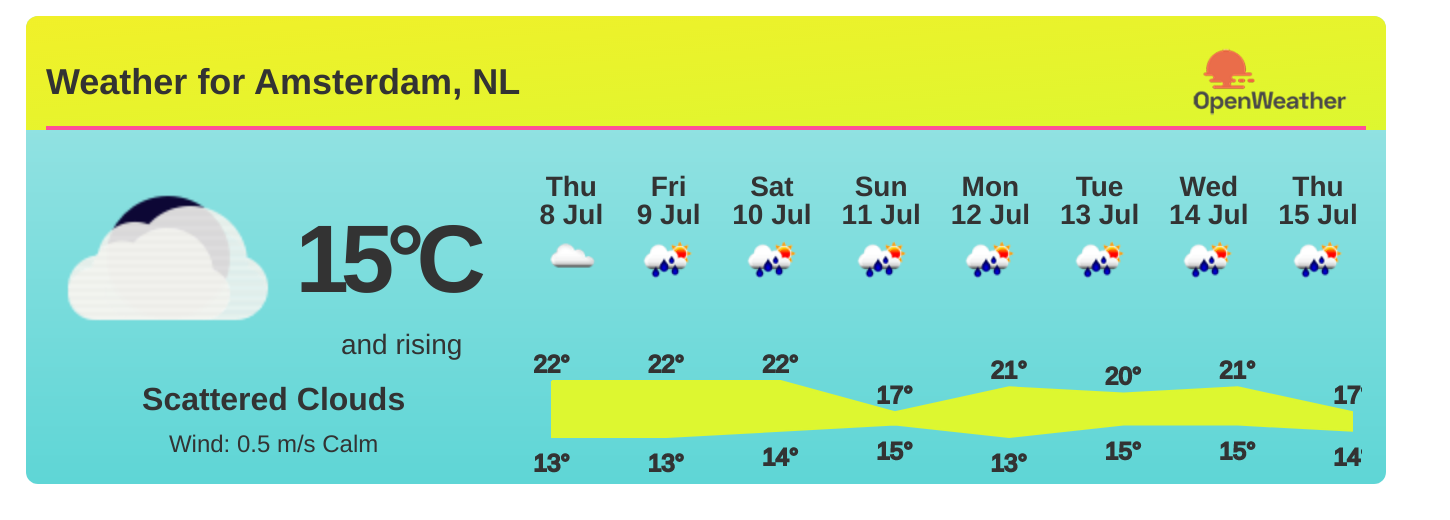 Weather for Amsterdam, NL
OpenWeather
Thu Fri Sat Sun Mon Tue Wed Thu
8 Jul 9 Jul 10 Jul 11 Jul 12 Jul 13 Jul 14 Jul 15 Jul
15°C
and rising
Scattered Clouds
Wind: 0.5 m/s Calm
22° 22° 22° 17° 21° 20° 21° 17
13° 13° 14° 15° 13° 15° 15° 14